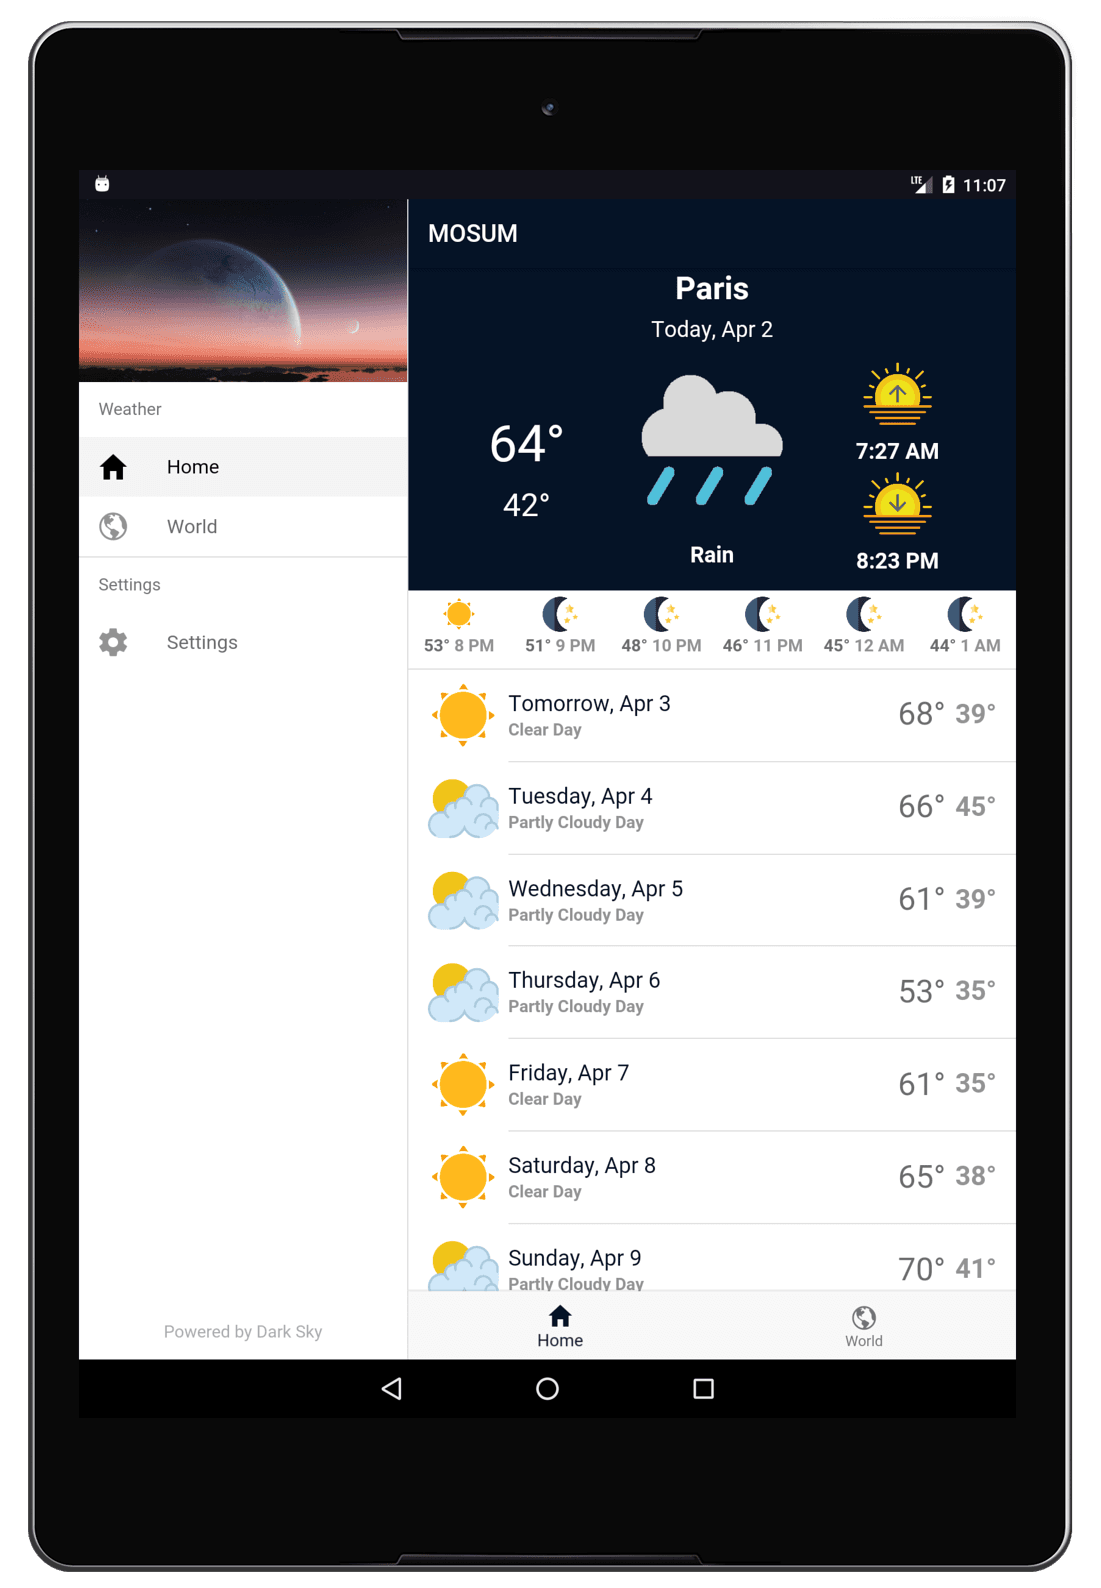 LTE 11:07
Weather
Home
World
Settings
Settings
Powered by Dark Sky
MOSUM
Paris
Today, Apr 2
64°
42°
Rain
7:27 AM
8:23 PM
53° 8 PM 51° 9 PM 48° 10 PM 46° 11 PM 45° 12 AM 44° 1 AM
Tomorrow, Apr 3
Clear Day
68° 39°
Tuesday, Apr 4
Partly Cloudy Day
66° 45°
Wednesday, Apr 5
Partly Cloudy Day
61° 39°
Thursday, Apr 6
Partly Cloudy Day
53° 35°
Friday, Apr 7
Clear Day
61° 35°
Saturday, Apr 8
Clear Day
65° 38°
Sunday, Apr 9
Partly Cloudy Day
70° 41°
Home World